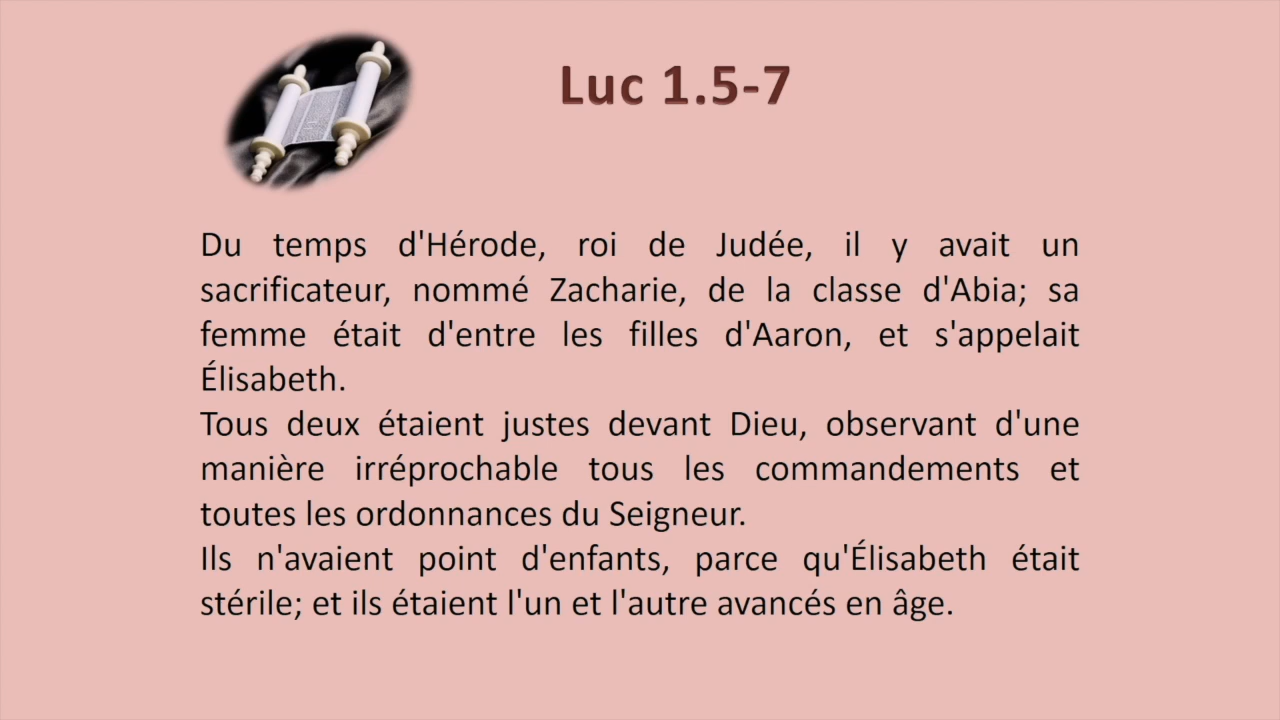 Luc 1.5-7
Du temps d'Hérode, roi de Judée, il y avait un
sacrificateur, nommé Zacharie, de la classe d'Abia; sa
femme était d'entre les filles d'Aaron, et s'appelait
Élisabeth.
Tous deux étaient justes devant Dieu, observant d'une
manière irréprochable tous les commandements et
toutes les ordonnances du Seigneur.
Ils n'avaient point d'enfants, parce qu'Élisabeth était
stérile; et ils étaient l'un et l'autre avancés en âge.